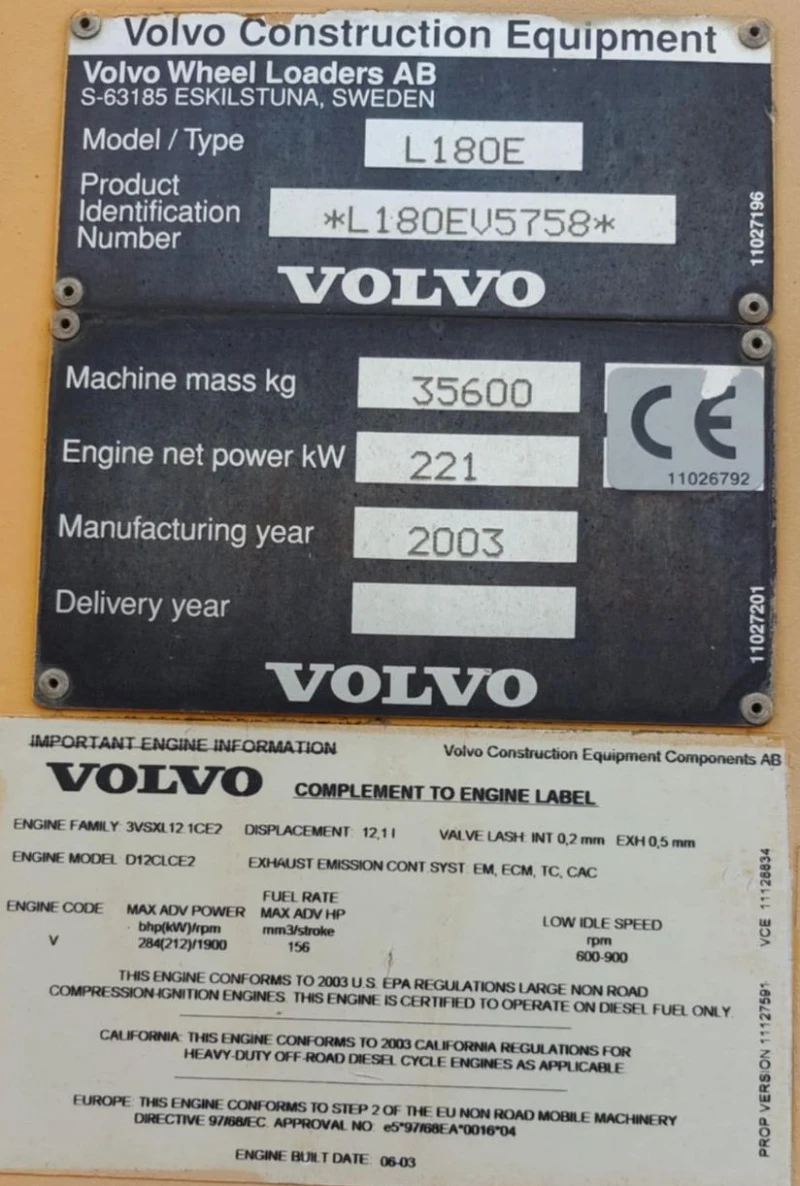 Volvo Construction Equipment
Volvo Wheel Loaders AB
S-63185 ESKILSTUNA, SWEDEN
Model / Type L180E
Product
Identification
Number
*L180EV5758*
11027196
VOLVO
Machine mass kg 35600
CE
11026792
Engine net power kW 221
Manufacturing year 2003
Delivery year
11027201
VOLVO
IMPORTANT ENGINE INFORMATION Volvo Construction Equipment Components AB
VOLVO COMPLEMENT TO ENGINE LABEL
ENGINE FAMILY: 3VSXL12.1CE2 DISPLACEMENT: 12,1 l VALVE LASH: INT 0,2 mm EXH 0,5 mm
ENGINE MODEL D12CLCE2 EXHAUST EMISSION CONT SYST: EM, ECM, TC, CAC
FUEL RATE
ENGINE CODE MAX ADV POWER MAX ADV HP LOW IDLE SPEED
bhp(kW)/rpm mm3/stroke rpm
V 284(212)/1900 156 600-900
THIS ENGINE CONFORMS TO 2003 U.S. EPA REGULATIONS LARGE NON ROAD
COMPRESSION-IGNITION ENGINES. THIS ENGINE IS CERTIFIED TO OPERATE ON DIESEL FUEL ONLY.
CALIFORNIA: THIS ENGINE CONFORMS TO 2003 CALIFORNIA REGULATIONS FOR
HEAVY-DUTY OFF-ROAD DIESEL CYCLE ENGINES AS APPLICABLE
EUROPE: THIS ENGINE CONFORMS TO STEP 2 OF THE EU NON ROAD MOBILE MACHINERY
DIRECTIVE 97/68/EC. APPROVAL NO: e5*97/68EA*0016*04
ENGINE BUILT DATE: 06-03
PROP VERSION 11127591 VCE 11126834